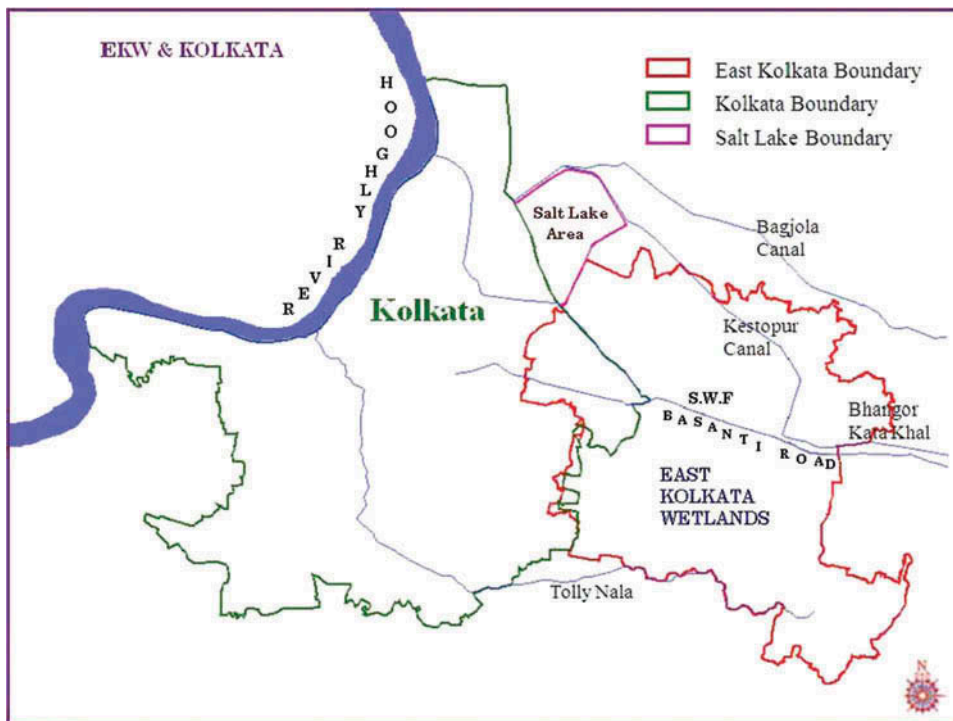 EKW & KOLKATA
HOOGHLY
RIVER
East Kolkata Boundary
Kolkata Boundary
Salt Lake Boundary
Salt Lake
Area
Bagjola
Canal
Kolkata
Kestopur
Canal
S.W.F
BASANTI ROAD
Bhangor
Kata Khal
EAST
KOLKATA
WETLANDS
Tolly Nala
N